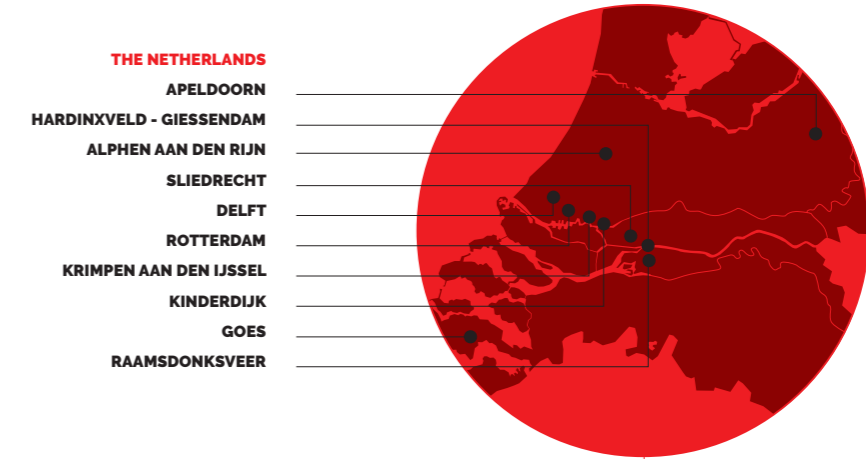 THE NETHERLANDS
APELDOORN
HARDINXVELD - GIESSENDAM
ALPHEN AAN DEN RIJN
SLIEDRECHT
DELFT
ROTTERDAM
KRIMPEN AAN DEN IJSSEL
KINDERDIJK
GOES
RAAMSDONKSVEER